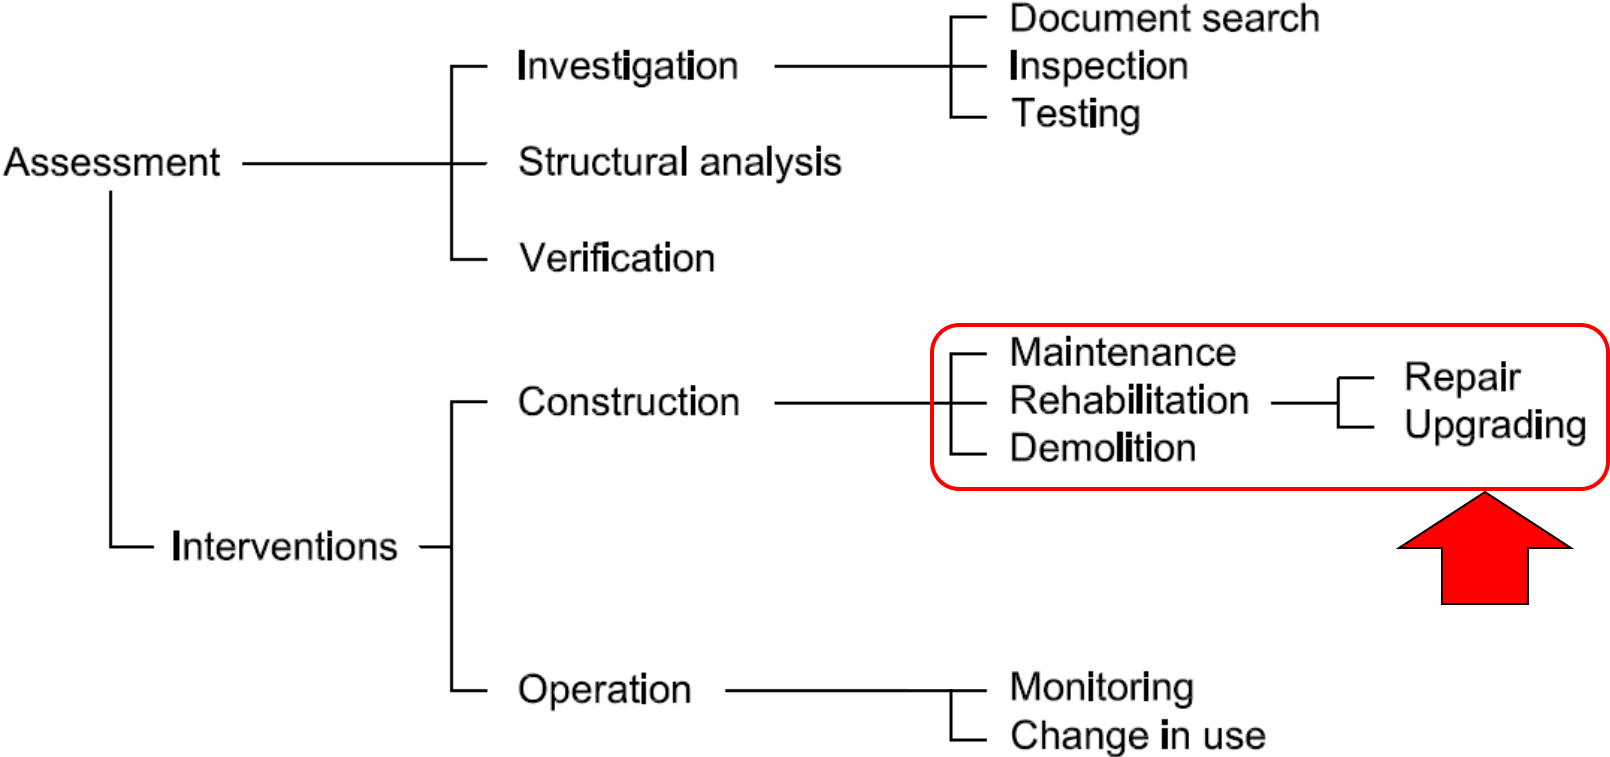 Document search
Investigation
Inspection
Testing
Assessment
Structural analysis
Verification
Maintenance
Repair
Construction
Rehabilitation
Upgrading
Demolition
Interventions
Operation
Monitoring
Change in use